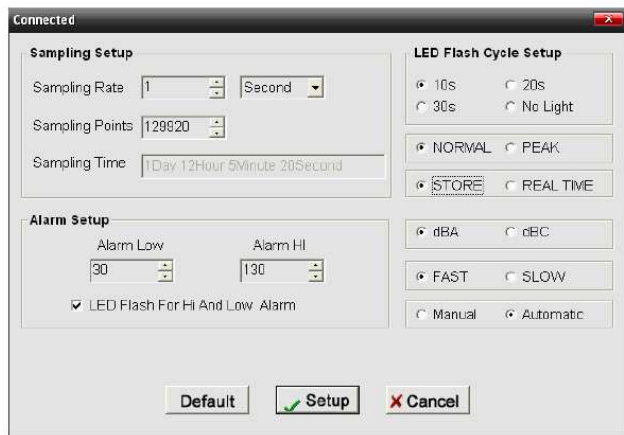 Connected
Sampling Setup
Sampling Rate 1 Second
Sampling Points 129920
Sampling Time 1Day 12Hour 5Minute 20Second
Alarm Setup
Alarm Low Alarm HI
30 130
LED Flash For Hi And Low Alarm
LED Flash Cycle Setup
10s 20s
30s No Light
NORMAL PEAK
STORE REAL TIME
dBA dBC
FAST SLOW
Manual Automatic
Default Setup Cancel